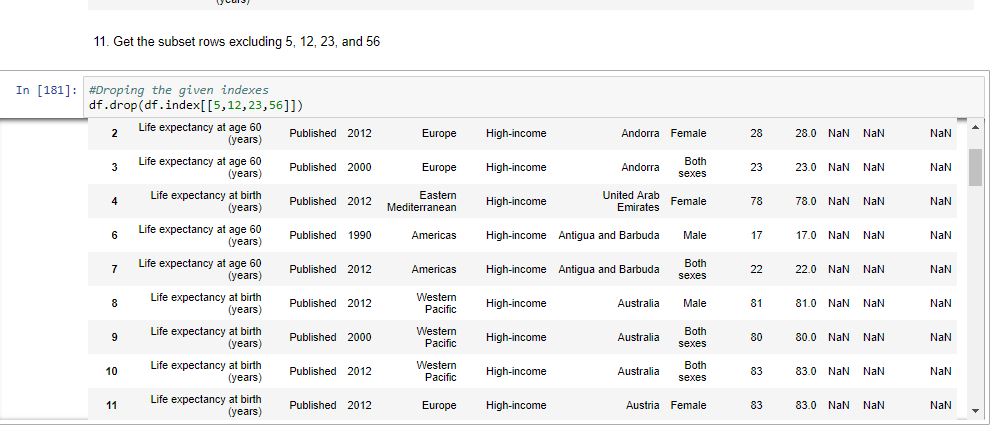 (years)
11. Get the subset rows excluding 5, 12, 23, and 56
In [181]: #Droping the given indexes
df.drop(df.index[[5,12,23,56]])
2 Life expectancy at age 60 (years) Published 2012 Europe High-income Andorra Female 28 28.0 NaN NaN NaN
3 Life expectancy at age 60 (years) Published 2000 Europe High-income Andorra Both sexes 23 23.0 NaN NaN NaN
4 Life expectancy at birth (years) Published 2012 Eastern Mediterranean High-income United Arab Emirates Female 78 78.0 NaN NaN NaN
6 Life expectancy at age 60 (years) Published 1990 Americas High-income Antigua and Barbuda Male 17 17.0 NaN NaN NaN
7 Life expectancy at age 60 (years) Published 2012 Americas High-income Antigua and Barbuda Both sexes 22 22.0 NaN NaN NaN
8 Life expectancy at birth (years) Published 2012 Western Pacific High-income Australia Male 81 81.0 NaN NaN NaN
9 Life expectancy at birth (years) Published 2000 Western Pacific High-income Australia Both sexes 80 80.0 NaN NaN NaN
10 Life expectancy at birth (years) Published 2012 Western Pacific High-income Australia Both sexes 83 83.0 NaN NaN NaN
11 Life expectancy at birth (years) Published 2012 Europe High-income Austria Female 83 83.0 NaN NaN NaN